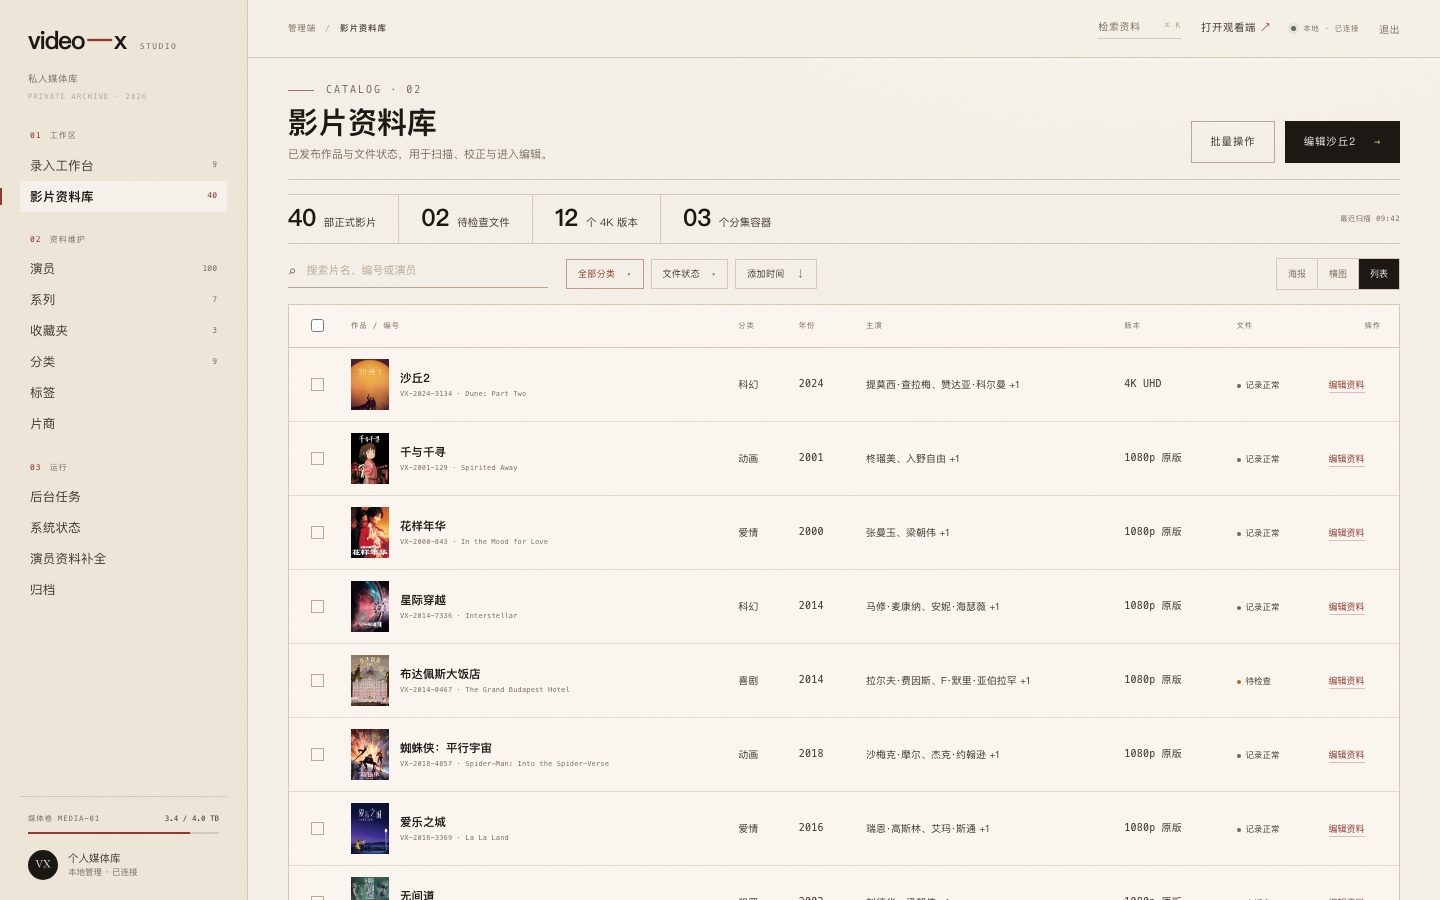 video—x STUDIO
私人媒体库
PRIVATE ARCHIVE · 2026
01 工作区
录入工作台 9
影片资料库 40
02 资料维护
演员 100
系列 7
收藏夹 3
分类 9
标签
片商
03 运行
后台任务
系统状态
演员资料补全
归档
媒体卷 MEDIA-01 3.4 / 4.0 TB
VX 个人媒体库
本地管理 · 已连接
管理端 / 影片资料库
检索资料 ⌘ K 打开观看端 ↗ 本地 · 已连接 退出
CATALOG · 02
影片资料库
已发布作品与文件状态，用于扫描、校正与进入编辑。
批量操作 编辑沙丘2 →
40 部正式影片 02 待检查文件 12 个 4K 版本 03 个分集容器 最近扫描 09:42
搜索片名、编号或演员 全部分类 文件状态 添加时间 ↓ 海报 横图 列表
作品 / 编号 分类 年份 主演 版本 文件 操作
沙丘2 科幻 2024 提莫西·查拉梅、赞达亚·科尔曼 +1 4K UHD 记录正常 编辑资料
VX-2024-3134 · Dune: Part Two
千与千寻 动画 2001 柊瑠美、入野自由 +1 1080p 原版 记录正常 编辑资料
VX-2001-129 · Spirited Away
花样年华 爱情 2000 张曼玉、梁朝伟 +1 1080p 原版 记录正常 编辑资料
VX-2000-843 · In the Mood for Love
花样年华
星际穿越 科幻 2014 马修·麦康纳、安妮·海瑟薇 +1 1080p 原版 记录正常 编辑资料
VX-2014-7336 · Interstellar
布达佩斯大饭店 喜剧 2014 拉尔夫·费因斯、F·默里·亚伯拉罕 +1 1080p 原版 待检查 编辑资料
VX-2014-0467 · The Grand Budapest Hotel
蜘蛛侠：平行宇宙 动画 2018 沙梅克·摩尔、杰克·约翰逊 +1 1080p 原版 记录正常 编辑资料
VX-2018-4857 · Spider-Man: Into the Spider-Verse
爱乐之城 爱情 2016 瑞恩·高斯林、艾玛·斯通 +1 1080p 原版 记录正常 编辑资料
VX-2016-3369 · La La Land
无间道